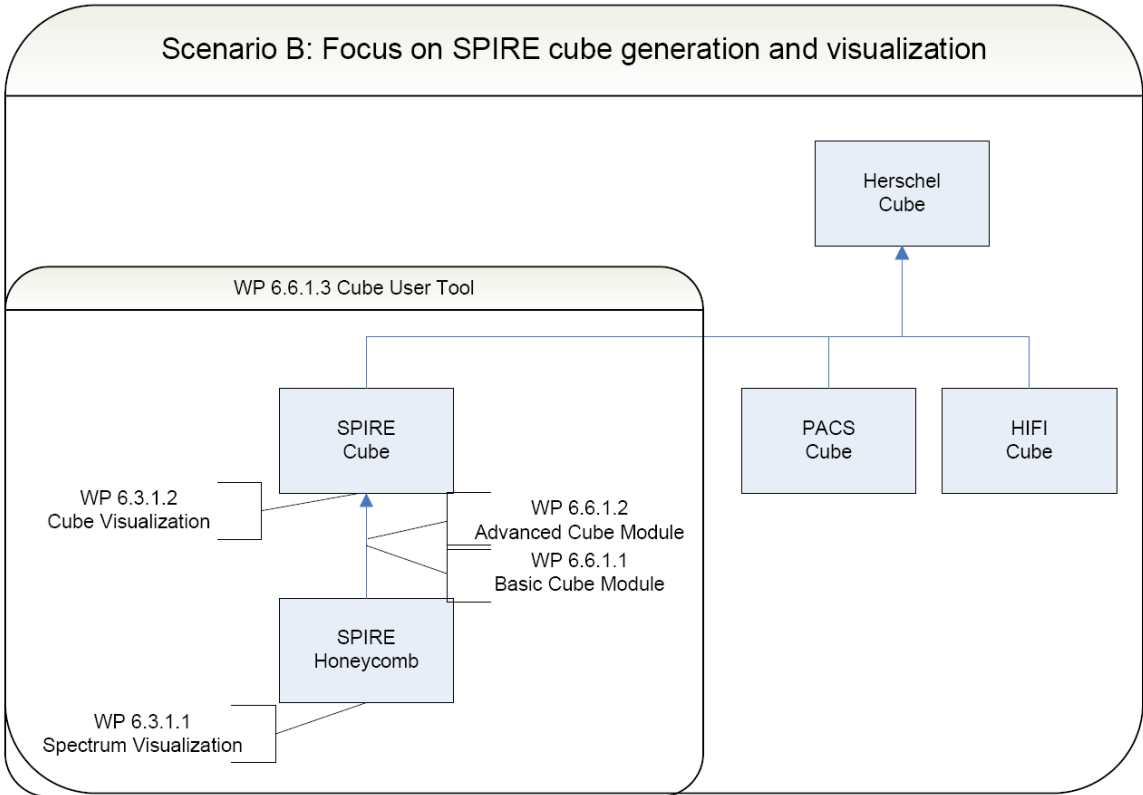 Scenario B: Focus on SPIRE cube generation and visualization
Herschel
Cube
WP 6.6.1.3 Cube User Tool
SPIRE
Cube
PACS
Cube
HIFI
Cube
WP 6.3.1.2
Cube Visualization
WP 6.6.1.2
Advanced Cube Module
WP 6.6.1.1
Basic Cube Module
SPIRE
Honeycomb
WP 6.3.1.1
Spectrum Visualization